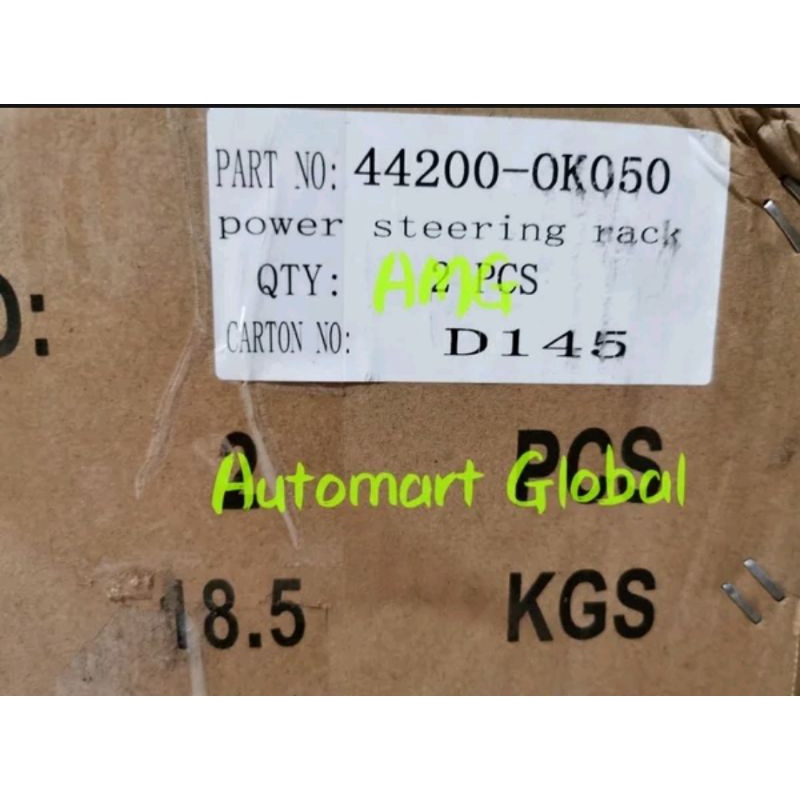 PART NO: 44200-0K050
power steering rack
QTY: 2 PCS
AMG
CARTON NO: D145
:
2 PCS
Automart Global
18.5 KGS